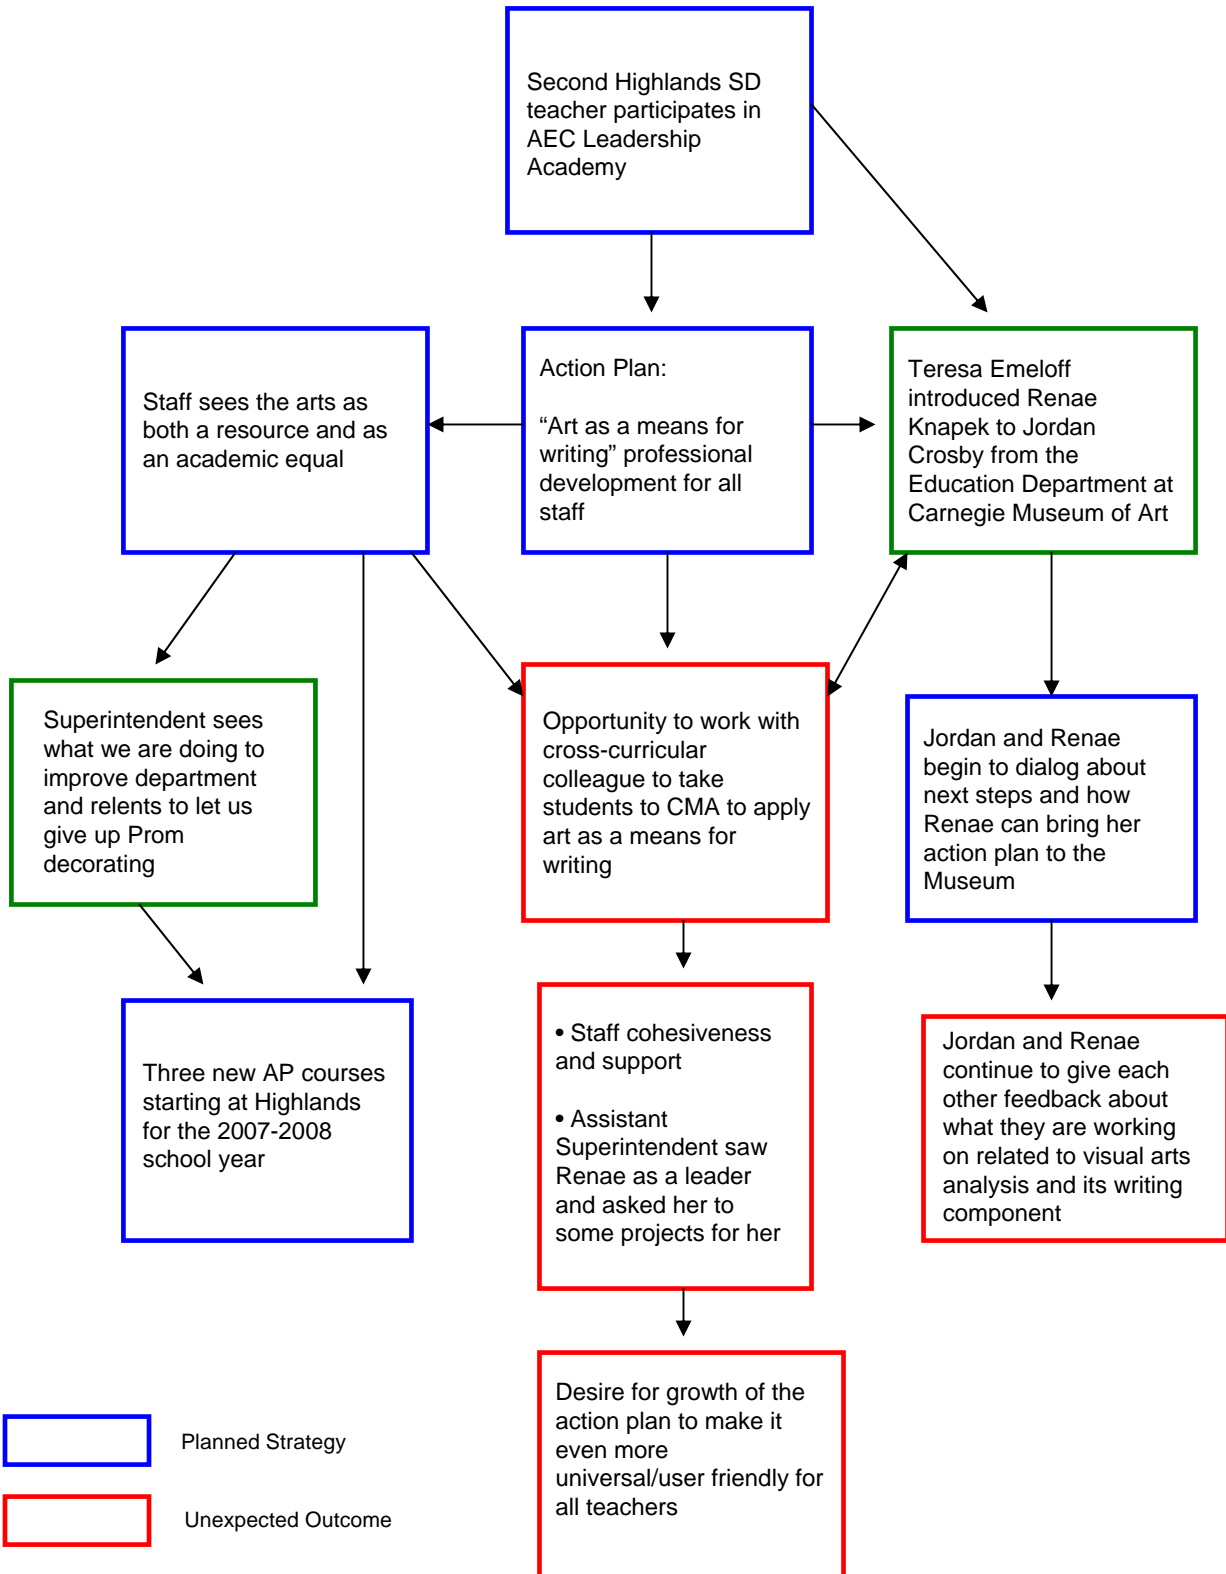 Second Highlands SD
teacher participates in
AEC Leadership
Academy
Staff sees the arts as
both a resource and as
an academic equal
Action Plan:
“Art as a means for
writing” professional
development for all
staff
Teresa Emeloff
introduced Renae
Knapek to Jordan
Crosby from the
Education Department at
Carnegie Museum of Art
Superintendent sees
what we are doing to
improve department
and relents to let us
give up Prom
decorating
Opportunity to work with
cross-curricular
colleague to take
students to CMA to apply
art as a means for
writing
Jordan and Renae
begin to dialog about
next steps and how
Renae can bring her
action plan to the
Museum
Three new AP courses
starting at Highlands
for the 2007-2008
school year
• Staff cohesiveness
and support
• Assistant
Superintendent saw
Renae as a leader
and asked her to
some projects for her
Jordan and Renae
continue to give each
other feedback about
what they are working
on related to visual arts
analysis and its writing
component
Desire for growth of the
action plan to make it
even more
universal/user friendly for
all teachers
Planned Strategy
Unexpected Outcome